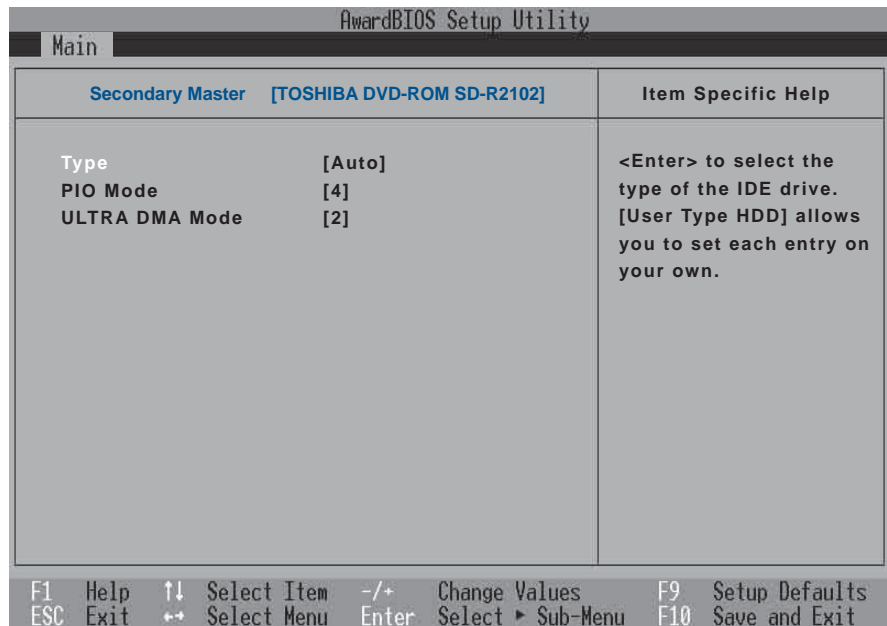 AwardBIOS Setup Utility
Main
Secondary Master [TOSHIBA DVD-ROM SD-R2102]
Item Specific Help
Type [Auto]
PIO Mode [4]
ULTRA DMA Mode [2]
<Enter> to select the
type of the IDE drive.
[User Type HDD] allows
you to set each entry on
your own.
F1 Help ↑↓ Select Item -/+ Change Values F9 Setup Defaults
ESC Exit ←→ Select Menu Enter Select ► Sub-Menu F10 Save and Exit